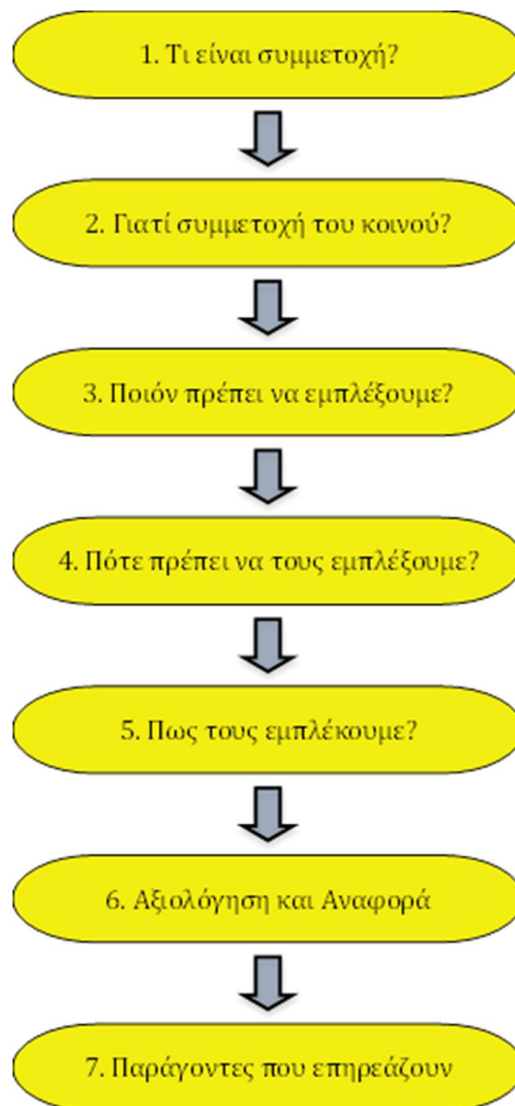 1. Τι είναι συμμετοχή?
2. Γιατί συμμετοχή του κοινού?
3. Ποιόν πρέπει να εμπλέξουμε?
4. Πότε πρέπει να τους εμπλέξουμε?
5. Πως τους εμπλέκουμε?
6. Αξιολόγηση και Αναφορά
7. Παράγοντες που επηρεάζουν